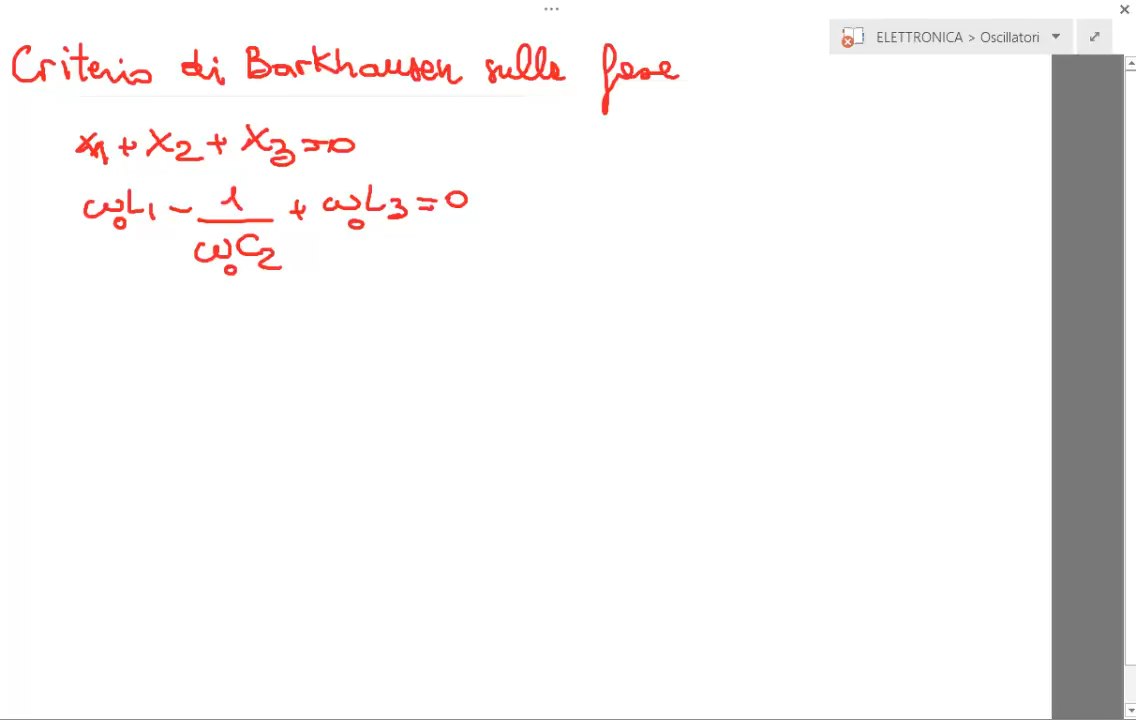 ELETTRONICA > Oscillatori
Criterio di Barkhausen sulla fase
X1 + X2 + X3 = 0
ω₀L1 - 1/(ω₀C2) + ω₀L3 = 0